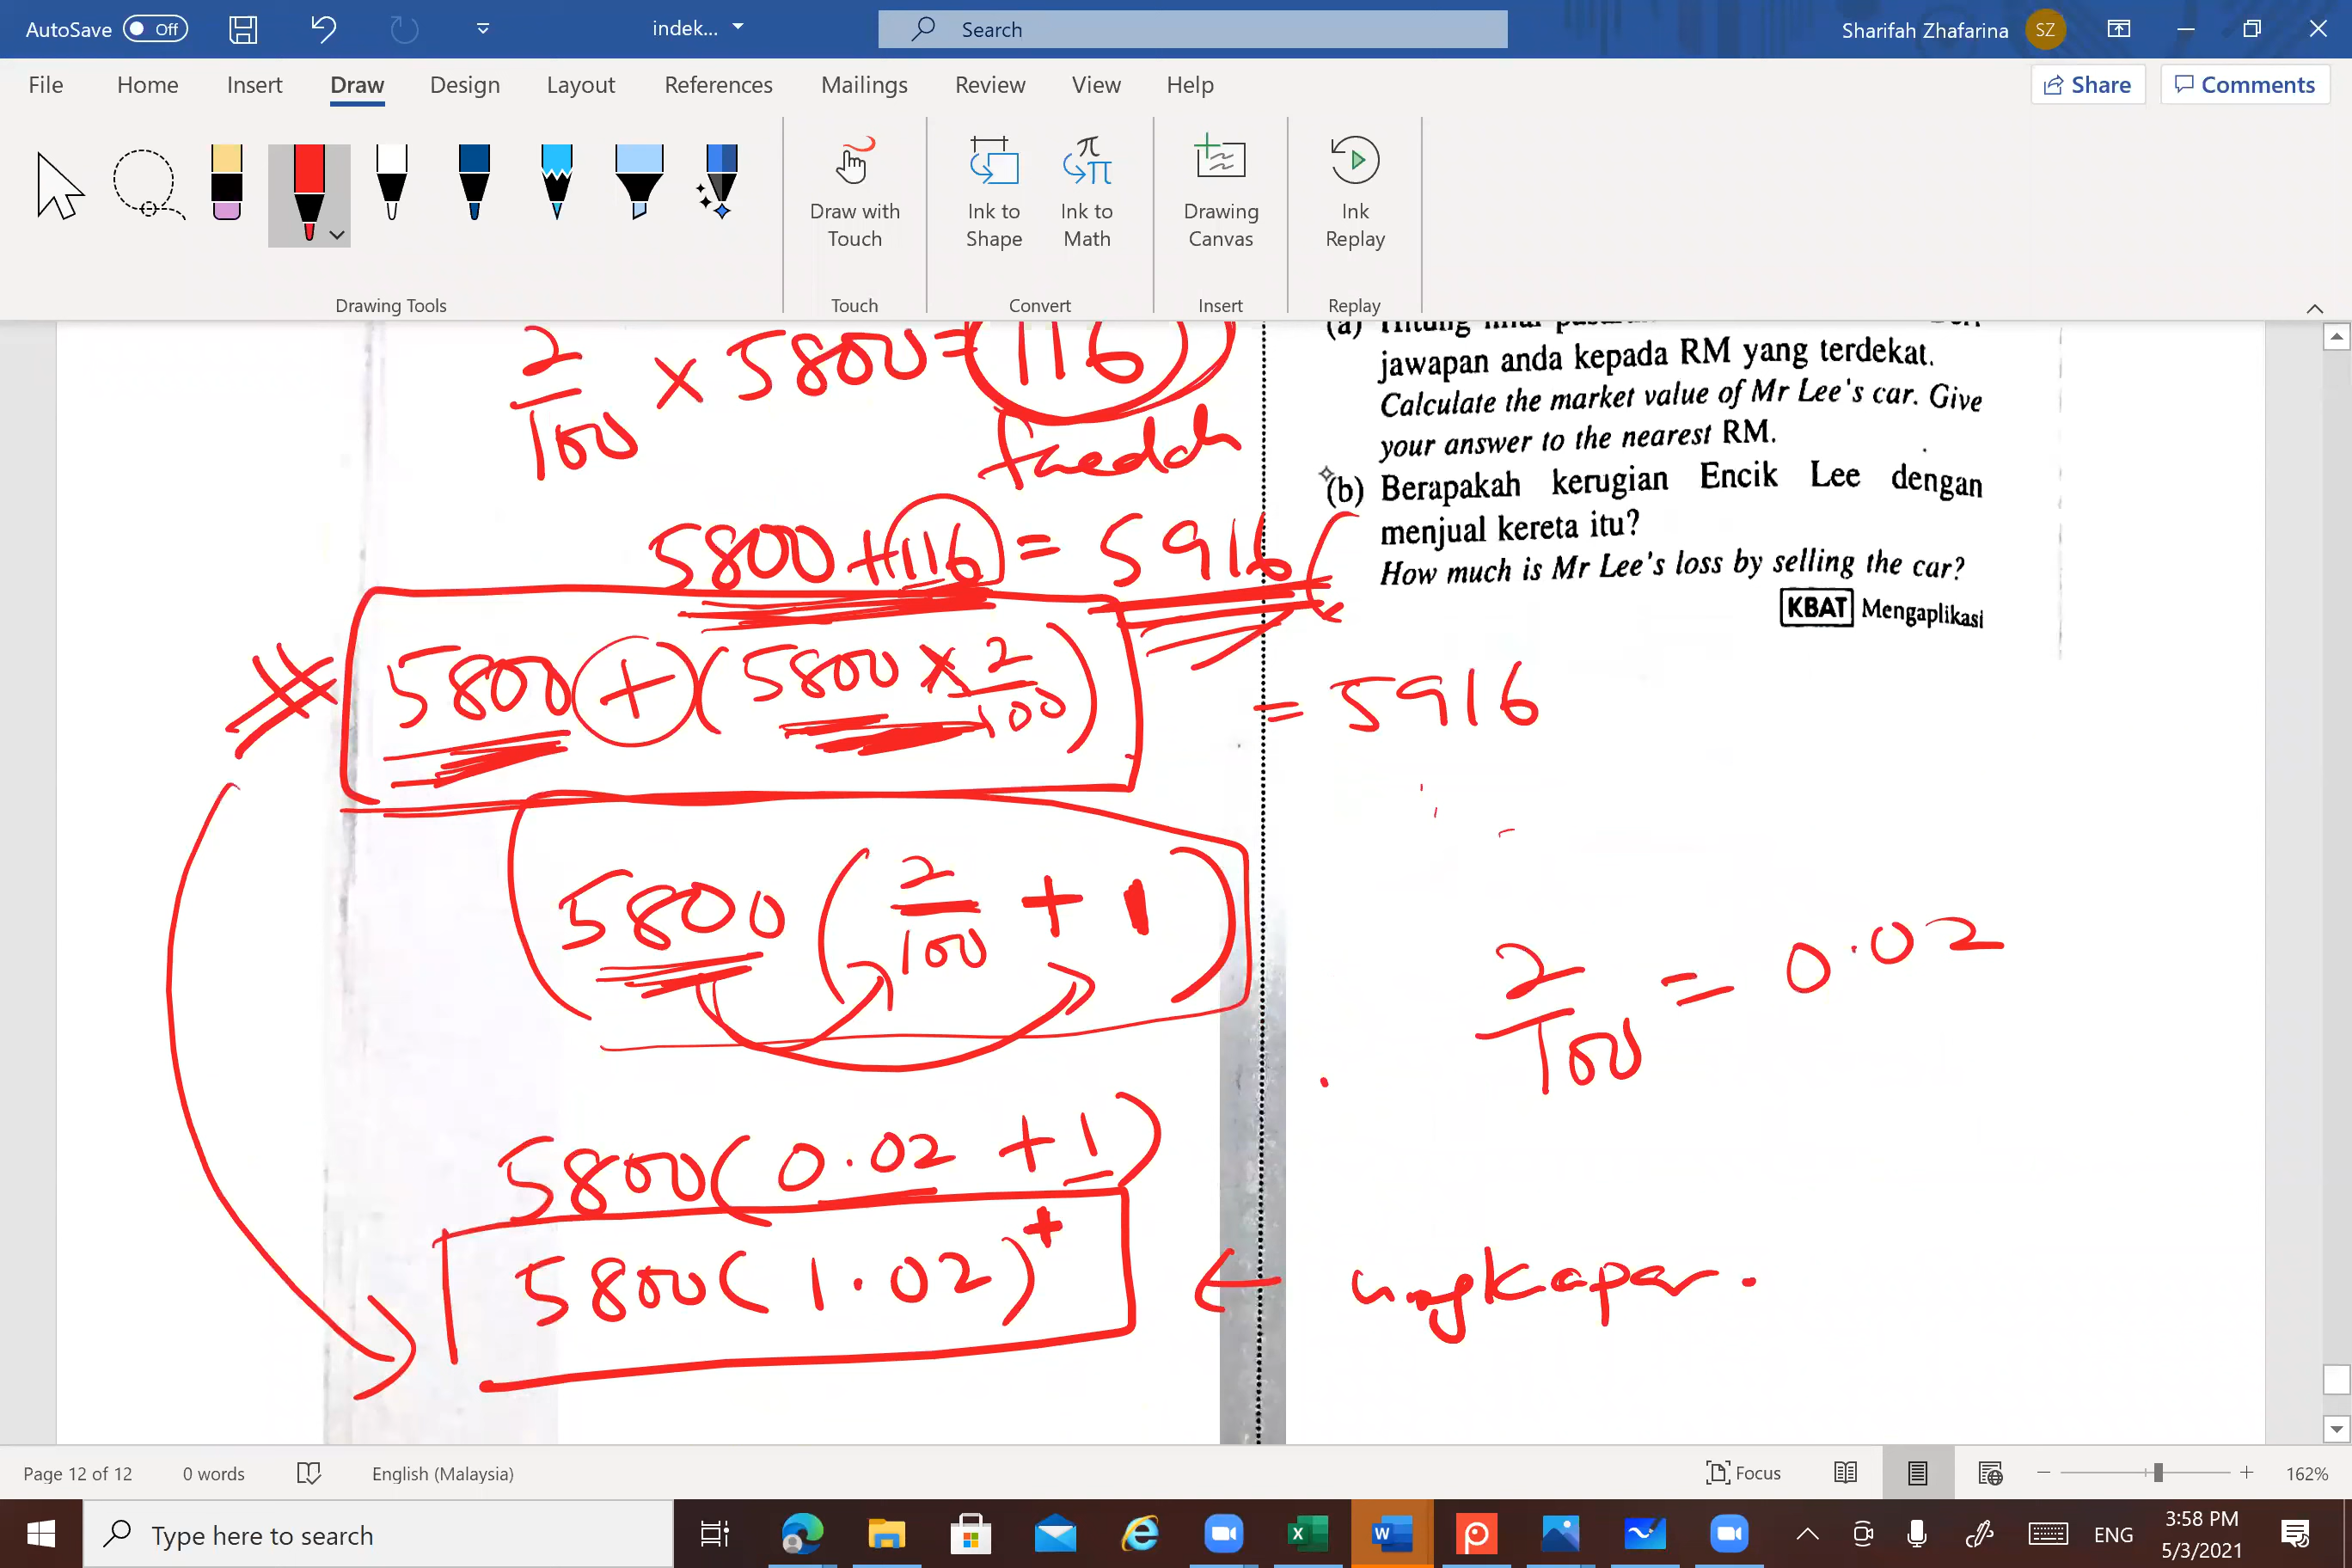 AutoSave Off indek... Search Sharifah Zhafarina SZ
File Home Insert Draw Design Layout References Mailings Review View Help Share Comments
Draw with Touch
Ink to Shape
Ink to Math
Drawing Canvas
Ink Replay
Drawing Tools Touch Convert Insert Replay
2/100 × 5800 = 116
faedah
5800 + 116 = 5916
5800 + (5800 × 2/100) = 5916
5800 (2/100 + 1)
2/100 = 0.02
5800(0.02 + 1)
5800(1.02)^t
← ungkapan.
(a) Hitung nilai
jawapan anda kepada RM yang terdekat.
Calculate the market value of Mr Lee's car. Give
your answer to the nearest RM.
(b) Berapakah kerugian Encik Lee dengan
menjual kereta itu?
How much is Mr Lee's loss by selling the car?
KBAT Mengaplikasi
Page 12 of 12 0 words English (Malaysia) Focus 162%
Type here to search ENG 3:58 PM
5/3/2021